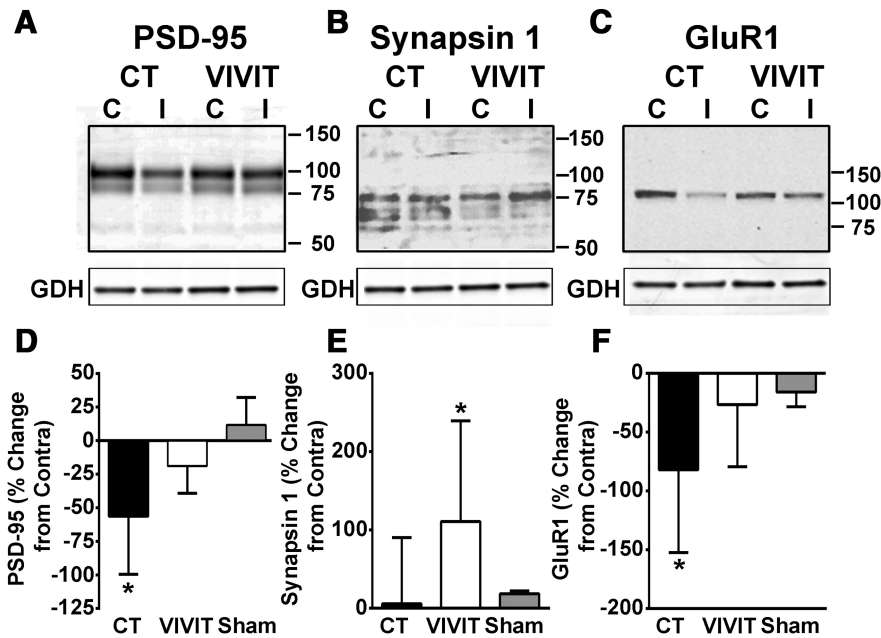 A
PSD-95
CT VIVIT
C I C I
150
100
75
50
GDH
B
Synapsin 1
CT VIVIT
C I C I
150
100
75
50
GDH
C
GluR1
CT VIVIT
C I C I
150
100
75
GDH
D
PSD-95 (% Change
from Contra)
50
25
0
-25
-50
-75
-100
-125
*
CT VIVIT Sham
E
Synapsin 1 (% Change
from Contra)
300
200
100
0
*
CT VIVIT Sham
F
GluR1 (% Change
from Contra)
0
-50
-100
-150
-200
*
CT VIVIT Sham